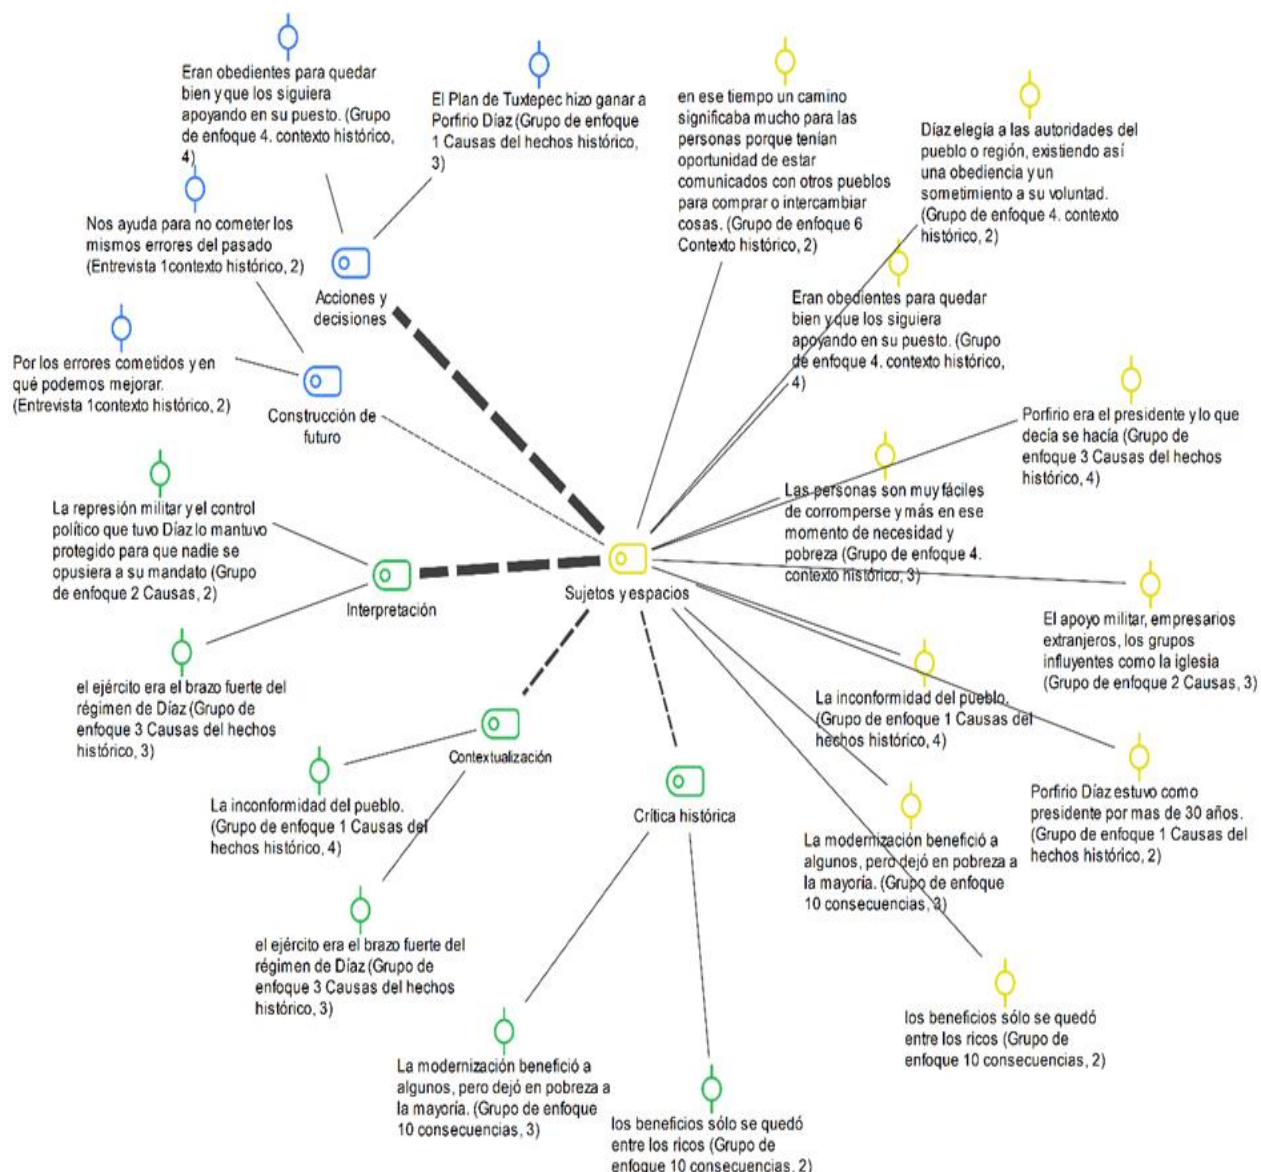 Eran obedientes para quedar
bien y que los siguiera
apoyando en su puesto. (Grupo
de enfoque 4. contexto histórico,
4)
El Plan de Tuxtepec hizo ganar a
Porfirio Díaz (Grupo de enfoque
1 Causas del hechos histórico,
3)
en ese tiempo un camino
significaba mucho para las
personas porque tenían
oportunidad de estar
comunicados con otros pueblos
para comprar o intercambiar
cosas. (Grupo de enfoque 6
Contexto histórico, 2)
Díaz elegía a las autoridades del
pueblo o región, existiendo así
una obediencia y un
sometimiento a su voluntad.
(Grupo de enfoque 4. contexto
histórico, 2)
Nos ayuda para no cometer los
mismos errores del pasado
(Entrevista 1contexto histórico, 2)
Acciones y
decisiones
Eran obedientes para quedar
bien y que los siguiera
apoyando en su puesto. (Grupo
de enfoque 4. contexto histórico,
4)
Por los errores cometidos y en
qué podemos mejorar.
(Entrevista 1contexto histórico, 2)
Construcción de
futuro
Porfirio era el presidente y lo que
decía se hacía (Grupo de
enfoque 3 Causas del hechos
histórico, 4)
La represión militar y el control
político que tuvo Díaz lo mantuvo
protegido para que nadie se
opusiera a su mandato (Grupo
de enfoque 2 Causas, 2)
Las personas son muy fáciles
de corromperse y más en ese
momento de necesidad y
pobreza (Grupo de enfoque 4.
contexto histórico, 3)
Interpretación
Sujetos y espacios
El apoyo militar, empresarios
extranjeros, los grupos
influyentes como la iglesia
(Grupo de enfoque 2 Causas, 3)
el ejército era el brazo fuerte del
régimen de Díaz (Grupo de
enfoque 3 Causas del hechos
histórico, 3)
La inconformidad del pueblo.
(Grupo de enfoque 1 Causas del
hechos histórico, 4)
Contextualización
La inconformidad del pueblo.
(Grupo de enfoque 1 Causas del
hechos histórico, 4)
Crítica histórica
Porfirio Díaz estuvo como
presidente por mas de 30 años.
(Grupo de enfoque 1 Causas del
hechos histórico, 2)
La modernización benefició a
algunos, pero dejó en pobreza a
la mayoría. (Grupo de enfoque
10 consecuencias, 3)
el ejército era el brazo fuerte del
régimen de Díaz (Grupo de
enfoque 3 Causas del hechos
histórico, 3)
los beneficios sólo se quedó
entre los ricos (Grupo de
enfoque 10 consecuencias, 2)
La modernización benefició a
algunos, pero dejó en pobreza a
la mayoría. (Grupo de enfoque
10 consecuencias, 3)
los beneficios sólo se quedó
entre los ricos (Grupo de
enfoque 10 consecuencias, 2)